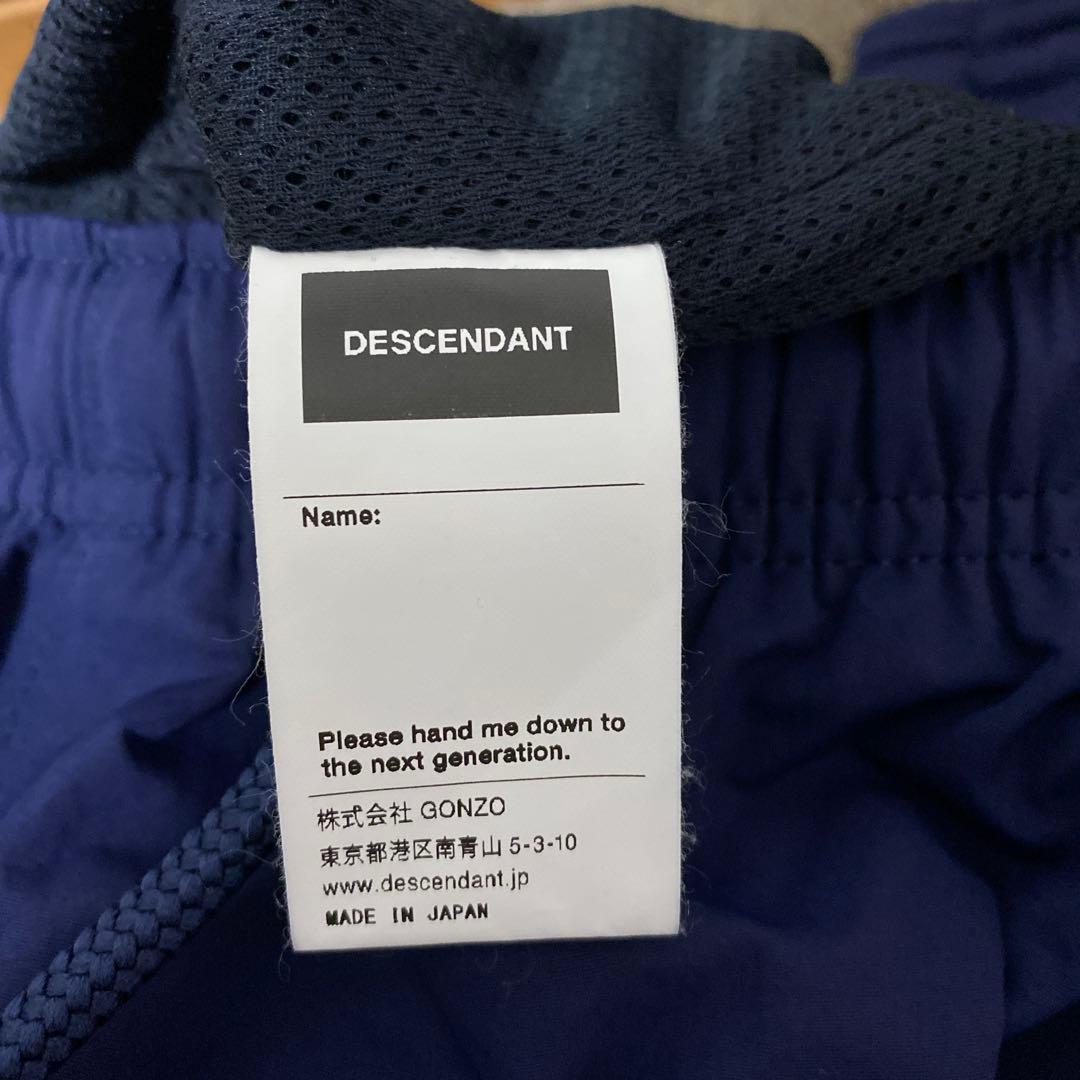 DESCENDANT
Name:
Please hand me down to
the next generation.
株式会社 GONZO
東京都港区南青山 5-3-10
www.descendant.jp
MADE IN JAPAN